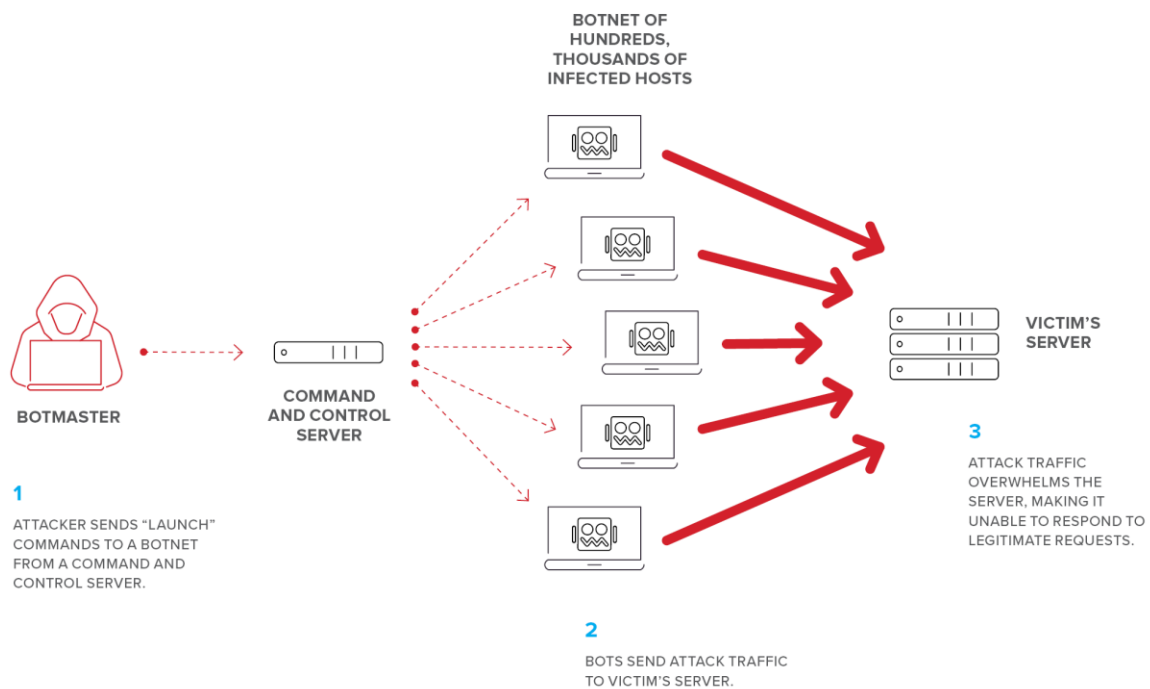 BOTNET OF
HUNDREDS,
THOUSANDS OF
INFECTED HOSTS
BOTMASTER
COMMAND
AND CONTROL
SERVER
VICTIM'S
SERVER
1
ATTACKER SENDS “LAUNCH”
COMMANDS TO A BOTNET
FROM A COMMAND AND
CONTROL SERVER.
2
BOTS SEND ATTACK TRAFFIC
TO VICTIM'S SERVER.
3
ATTACK TRAFFIC
OVERWHELMS THE
SERVER, MAKING IT
UNABLE TO RESPOND TO
LEGITIMATE REQUESTS.